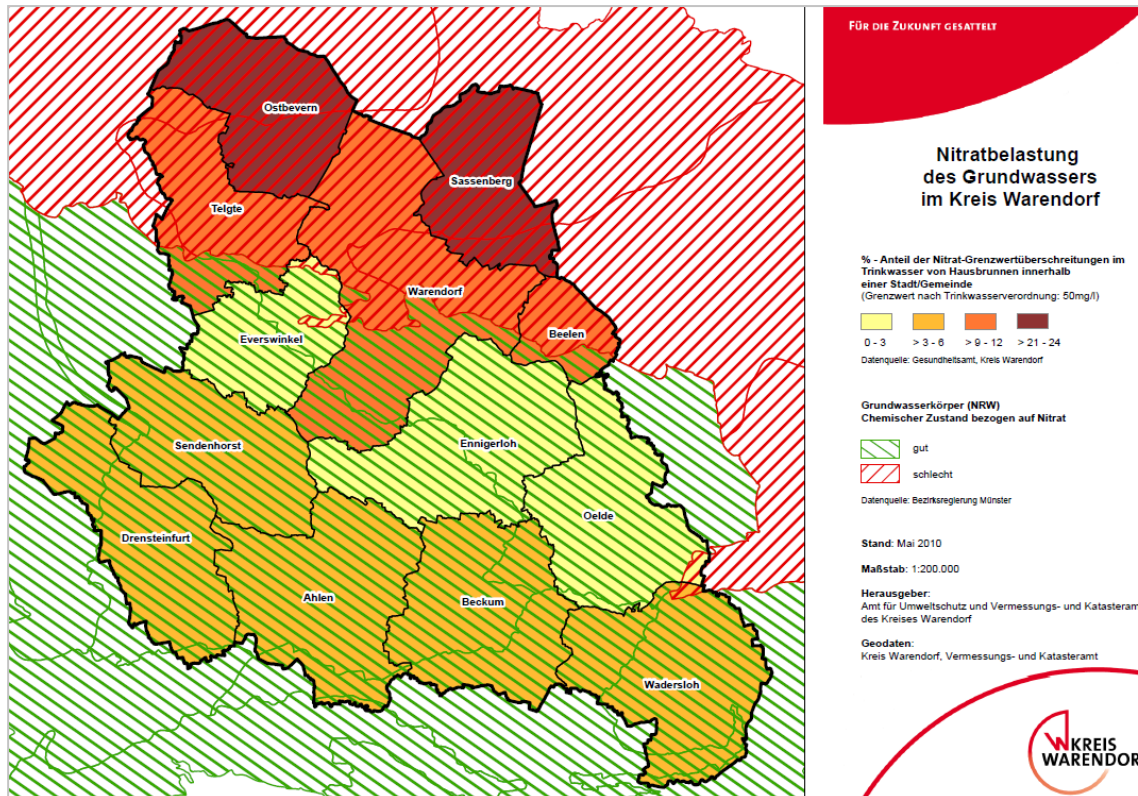 FÜR DIE ZUKUNFT GESATTELT
Nitratbelastung
des Grundwassers
im Kreis Warendorf
% - Anteil der Nitrat-Grenzwertüberschreitungen im
Trinkwasser von Hausbrunnen innerhalb
einer Stadt/Gemeinde
(Grenzwert nach Trinkwasserverordnung: 50mg/l)
0 - 3 > 3 - 6 > 9 - 12 > 21 - 24
Datenquelle: Gesundheitsamt, Kreis Warendorf
Grundwasserkörper (NRW)
Chemischer Zustand bezogen auf Nitrat
gut
schlecht
Datenquelle: Bezirksregierung Münster
Stand: Mai 2010
Maßstab: 1:200.000
Herausgeber:
Amt für Umweltschutz und Vermessungs- und Katasteram
des Kreises Warendorf
Geodaten:
Kreis Warendorf, Vermessungs- und Katasteramt
KREIS
WARENDOR
Ostbevern
Sassenberg
Telgte
Warendorf
Beelen
Everswinkel
Sendenhorst
Ennigerloh
Oelde
Drensteinfurt
Ahlen
Beckum
Wadersloh